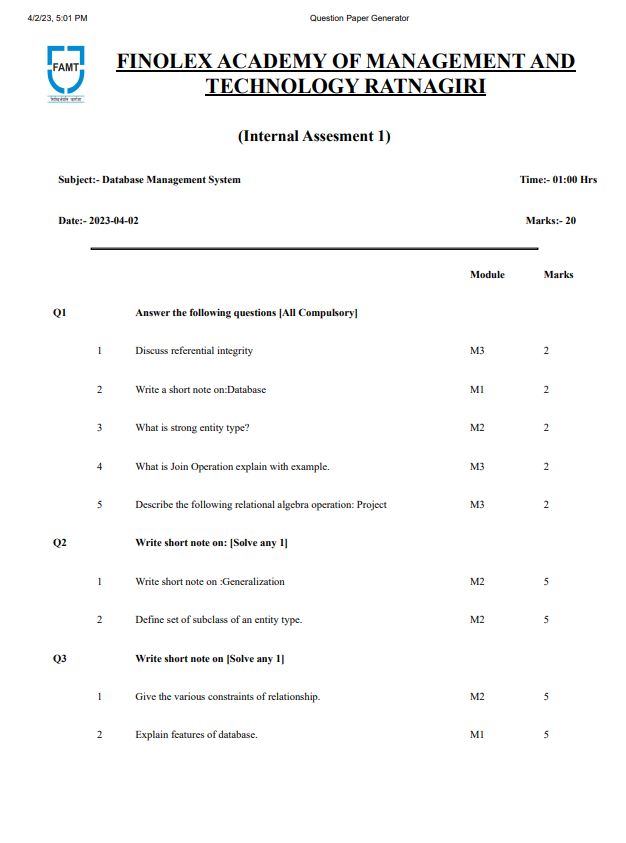 4/2/23, 5:01 PM Question Paper Generator
FAMT
FINOLEX ACADEMY OF MANAGEMENT AND
TECHNOLOGY RATNAGIRI
(Internal Assesment 1)
Subject:- Database Management System Time:- 01:00 Hrs
Date:- 2023-04-02 Marks:- 20
Module Marks
Q1 Answer the following questions [All Compulsory]
1 Discuss referential integrity M3 2
2 Write a short note on:Database M1 2
3 What is strong entity type? M2 2
4 What is Join Operation explain with example. M3 2
5 Describe the following relational algebra operation: Project M3 2
Q2 Write short note on: [Solve any 1]
1 Write short note on :Generalization M2 5
2 Define set of subclass of an entity type. M2 5
Q3 Write short note on [Solve any 1]
1 Give the various constraints of relationship. M2 5
2 Explain features of database. M1 5